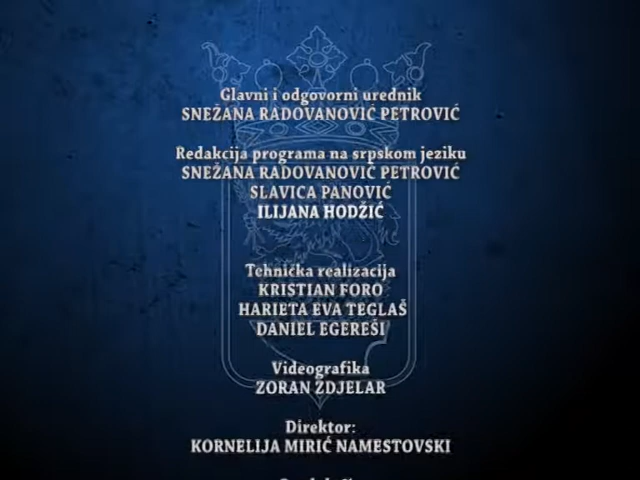 Glavni i odgovorni urednik
SNEŽANA RADOVANOVIĆ PETROVIĆ
Redakcija programa na srpskom jeziku
SNEŽANA RADOVANOVIĆ PETROVIĆ
SLAVICA PANOVIĆ
ILIJANA HODŽIĆ
Tehnička realizacija
KRISTIAN FORO
HARIETA EVA TEGLAŠ
DANIEL EGEREŠI
Videografika
ZORAN ŽDJELAR
Direktor:
KORNELIJA MIRIĆ NAMESTOVSKI